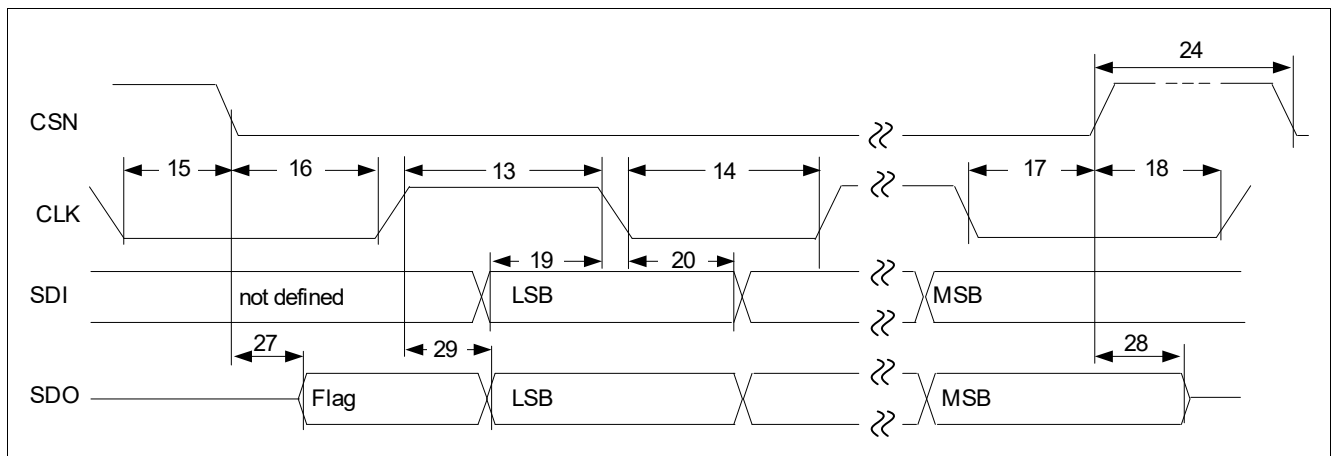 24
CSN
15
16
13
14
17
18
CLK
19
20
SDI
not defined
LSB
MSB
27
29
28
SDO
Flag
LSB
MSB